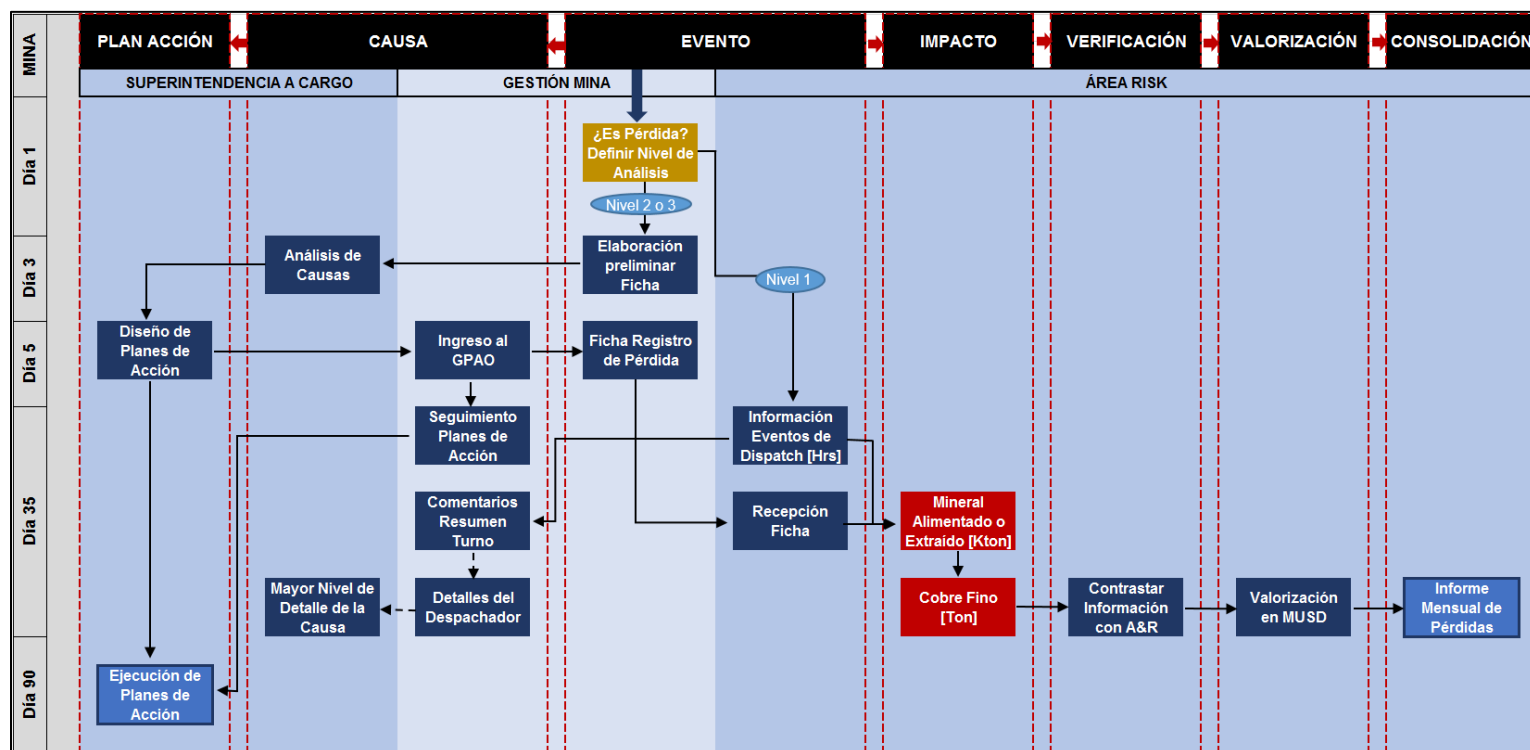 MINA
PLAN ACCIÓN
CAUSA
EVENTO
IMPACTO
VERIFICACIÓN
VALORIZACIÓN
CONSOLIDACIÓN
SUPERINTENDENCIA A CARGO
GESTIÓN MINA
ÁREA RISK
Día 1
¿Es Pérdida?
Definir Nivel de
Análisis
Nivel 2 o 3
Día 3
Análisis de
Causas
Elaboración
preliminar
Ficha
Nivel 1
Día 5
Diseño de
Planes de
Acción
Ingreso al
GPAO
Ficha Registro
de Pérdida
Día 35
Seguimiento
Planes de
Acción
Información
Eventos de
Dispatch [Hrs]
Comentarios
Resumen
Turno
Recepción
Ficha
Mineral
Alimentado o
Extraído [Kton]
Mayor Nivel de
Detalle de la
Causa
Detalles del
Despachador
Cobre Fino
[Ton]
Contrastar
Información
con A&R
Valorización
en MUSD
Informe
Mensual de
Pérdidas
Día 90
Ejecución de
Planes de
Acción